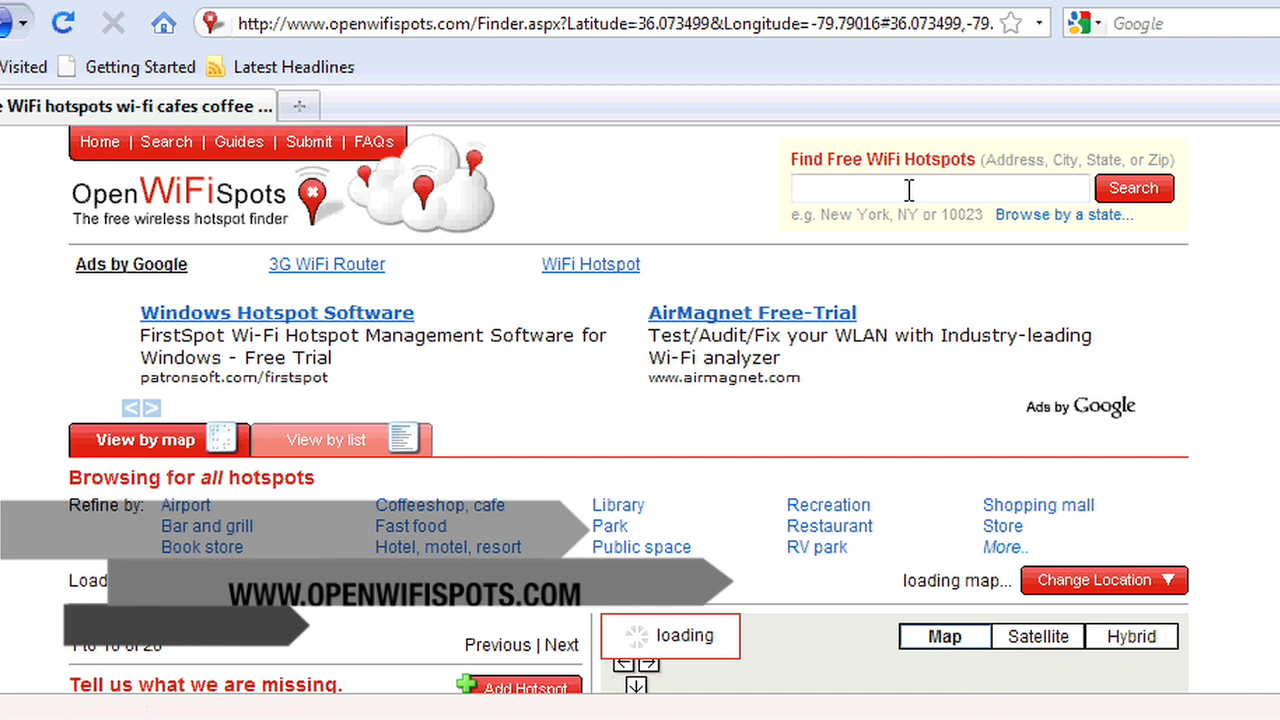 http://www.openwifispots.com/Finder.aspx?Latitude=36.073499&Longitude=-79.79016#36.073499,-79.
Google
Visited Getting Started Latest Headlines
e WiFi hotspots wi-fi cafes coffee ...
Home | Search | Guides | Submit | FAQs
Find Free WiFi Hotspots (Address, City, State, or Zip)
OpenWiFiSpots
Search
The free wireless hotspot finder
e.g. New York, NY or 10023 Browse by a state...
Ads by Google 3G WiFi Router WiFi Hotspot
Windows Hotspot Software
FirstSpot Wi-Fi Hotspot Management Software for
Windows - Free Trial
patronsoft.com/firstspot
AirMagnet Free-Trial
Test/Audit/Fix your WLAN with Industry-leading
Wi-Fi analyzer
www.airmagnet.com
Ads by Google
View by map View by list
Browsing for all hotspots
Refine by: Airport Coffeeshop, cafe Library Recreation Shopping mall
Bar and grill Fast food Park Restaurant Store
Book store Hotel, motel, resort Public space RV park More..
Load loading map... Change Location
WWW.OPENWIFISPOTS.COM
Previous | Next
loading
Map Satellite Hybrid
Tell us what we are missing. Add Hotspot